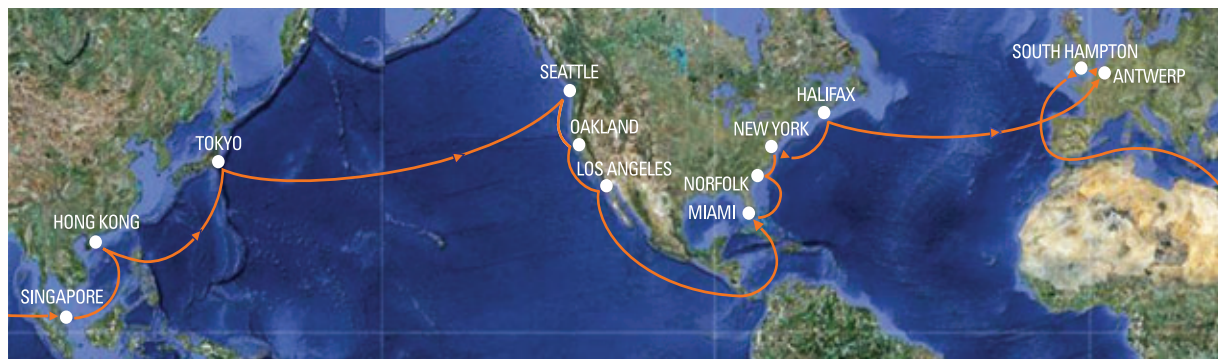 SOUTH HAMPTON
ANTWERP
SEATTLE
HALIFAX
OAKLAND
NEW YORK
TOKYO
LOS ANGELES
NORFOLK
MIAMI
HONG KONG
SINGAPORE